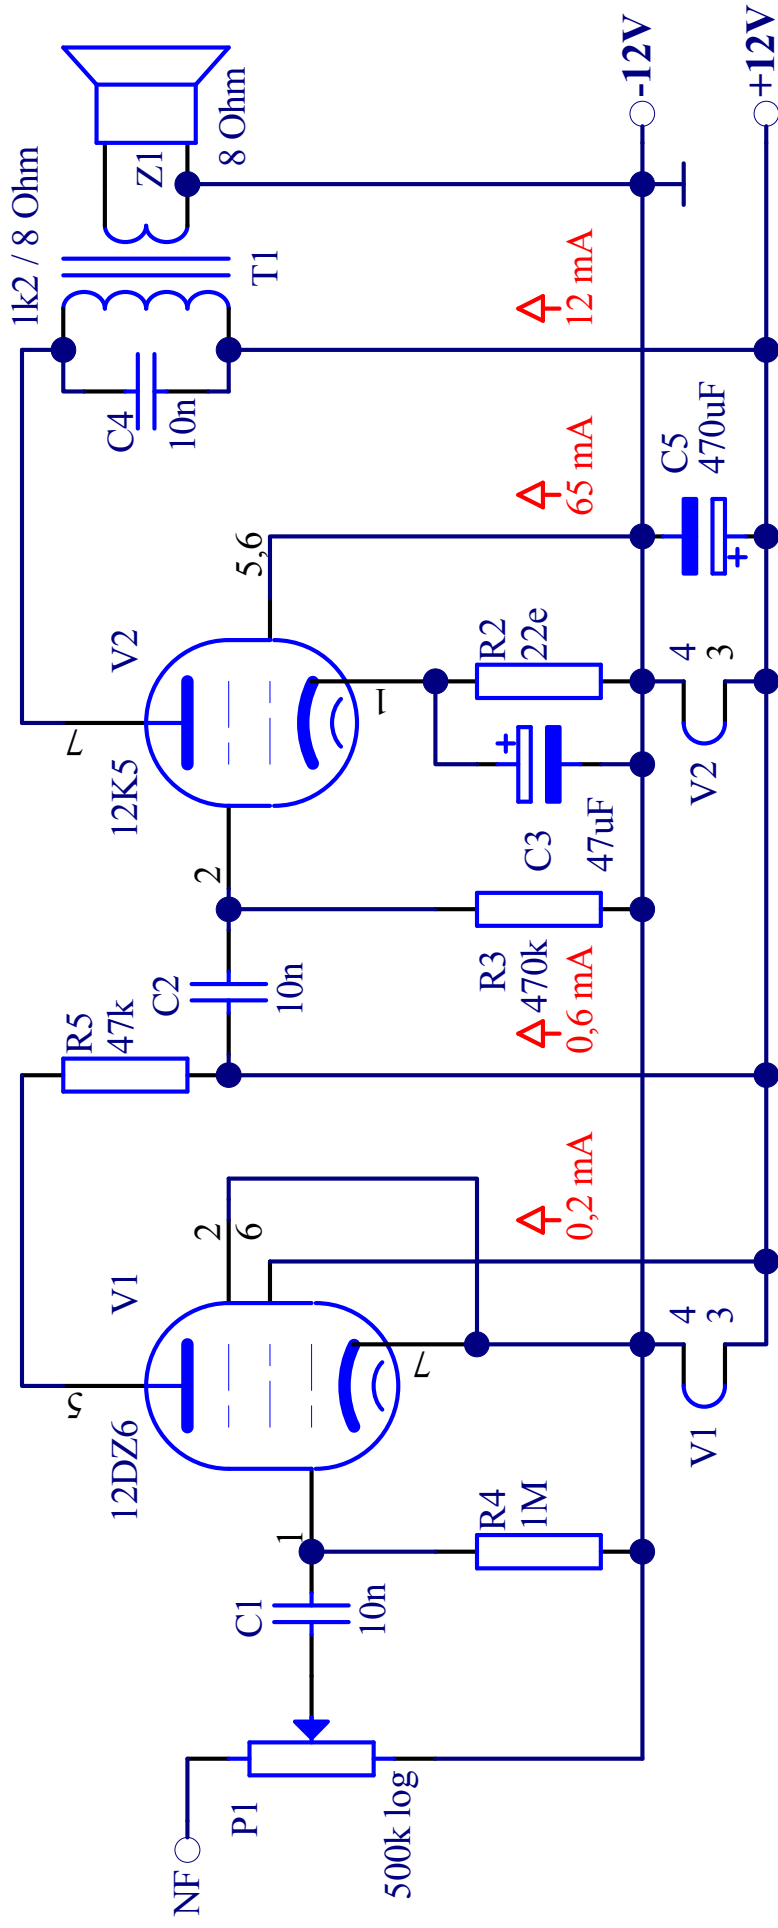 NF
P1
500k log
C1
10n
1
R4
1M
12DZ6
V1
5
2
6
7
0,2 mA
V1
4
3
R5
47k
C2
10n
2
R3
470k
0,6 mA
12K5
V2
7
5,6
1
C3
47uF
+
R2
22e
V2
4
3
65 mA
C5
470uF
+
C4
10n
1k2 / 8 Ohm
T1
12 mA
Z1
8 Ohm
-12V
+12V